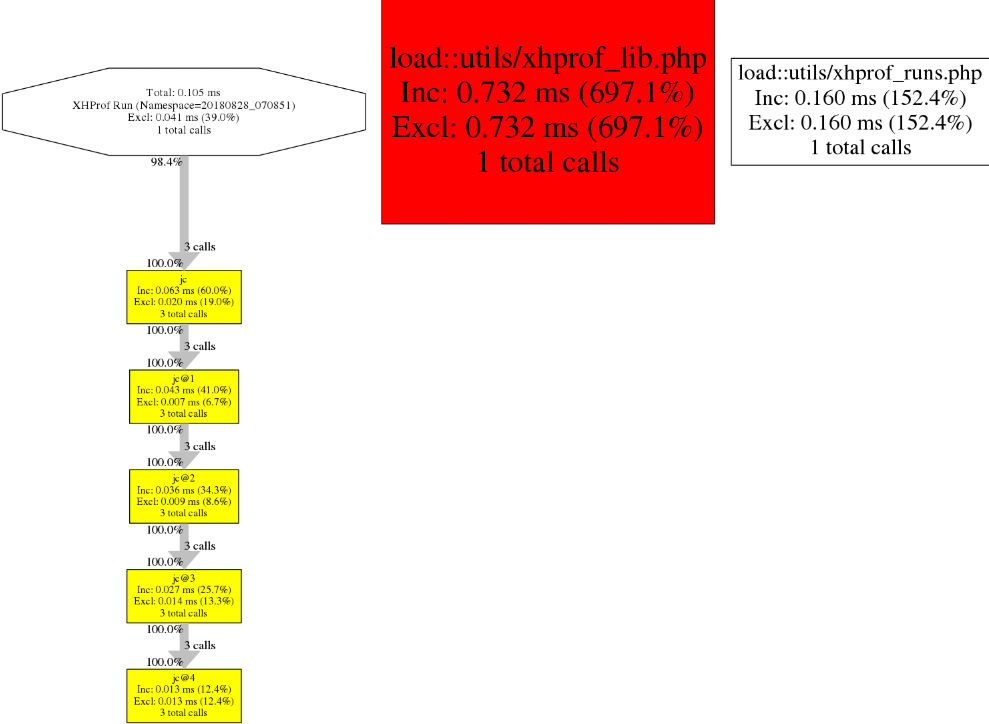 Total: 0.105 ms
XHProf Run (Namespace=20180828_070851)
Excl: 0.041 ms (39.0%)
1 total calls
load::utils/xhprof_lib.php
Inc: 0.732 ms (697.1%)
Excl: 0.732 ms (697.1%)
1 total calls
load::utils/xhprof_runs.php
Inc: 0.160 ms (152.4%)
Excl: 0.160 ms (152.4%)
1 total calls
98.4%
3 calls
100.0%
jc
Inc: 0.063 ms (60.0%)
Excl: 0.020 ms (19.0%)
3 total calls
100.0%
3 calls
100.0%
jc@1
Inc: 0.043 ms (41.0%)
Excl: 0.007 ms (6.7%)
3 total calls
100.0%
3 calls
100.0%
jc@2
Inc: 0.036 ms (34.3%)
Excl: 0.009 ms (8.6%)
3 total calls
100.0%
3 calls
100.0%
jc@3
Inc: 0.027 ms (25.7%)
Excl: 0.014 ms (13.3%)
3 total calls
100.0%
3 calls
100.0%
jc@4
Inc: 0.013 ms (12.4%)
Excl: 0.013 ms (12.4%)
3 total calls